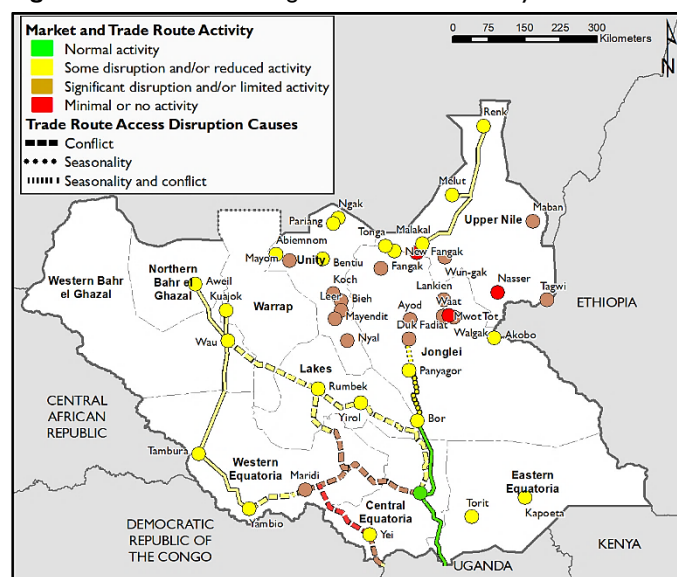 Market and Trade Route Activity
Normal activity
Some disruption and/or reduced activity
Significant disruption and/or limited activity
Minimal or no activity
Trade Route Access Disruption Causes
Conflict
Seasonality
Seasonality and conflict
0 75 150 225 300
Kilometers
N
Renk
Melut
Maban
Ngak
Pariang
Tonga
Malakal
Upper Nile
Abiemnom
Mayom
Unity
Bentiu
New Fangak
Fangak
Wun-gak
Northern
Bahr el
Ghazal
Western Bahr
el Ghazal
Aweil
Kuajok
Warrap
Koch
Leer
Bieh
Mayendit
Nyal
Lankien
Waat
Nasser
Tagwi
ETHIOPIA
Ayod
Mwot Tot
Duk Fadiat
Walgak
Akobo
Wau
Jonglei
Panyagor
Lakes
Rumbek
Yirol
Bor
CENTRAL
AFRICAN
REPUBLIC
Tambura
Western
Equatoria
Maridi
Central
Equatoria
Eastern
Equatoria
Torit
Kapoeta
Yambio
Yei
DEMOCRATIC
REPUBLIC OF
THE CONGO
UGANDA
KENYA